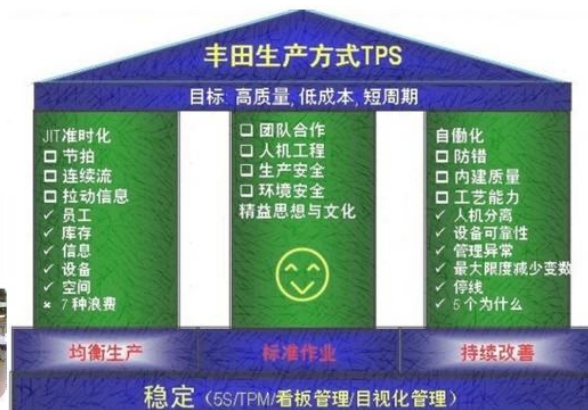 丰田生产方式TPS
目标: 高质量, 低成本, 短周期
JIT准时化
□ 节拍
□ 连续流
□ 拉动信息
✓ 员工
✓ 库存
✓ 信息
✓ 设备
✓ 空间
× 7种浪费
□ 团队合作
□ 人机工程
□ 生产安全
□ 环境安全
精益思想与文化
自働化
□ 防错
□ 内建质量
□ 工艺能力
✓ 人机分离
✓ 设备可靠性
✓ 管理异常
✓ 最大限度减少变数
✓ 停线
✓ 5个为什么
均衡生产
标准作业
持续改善
稳定（5S/TPM/看板管理/目视化管理）